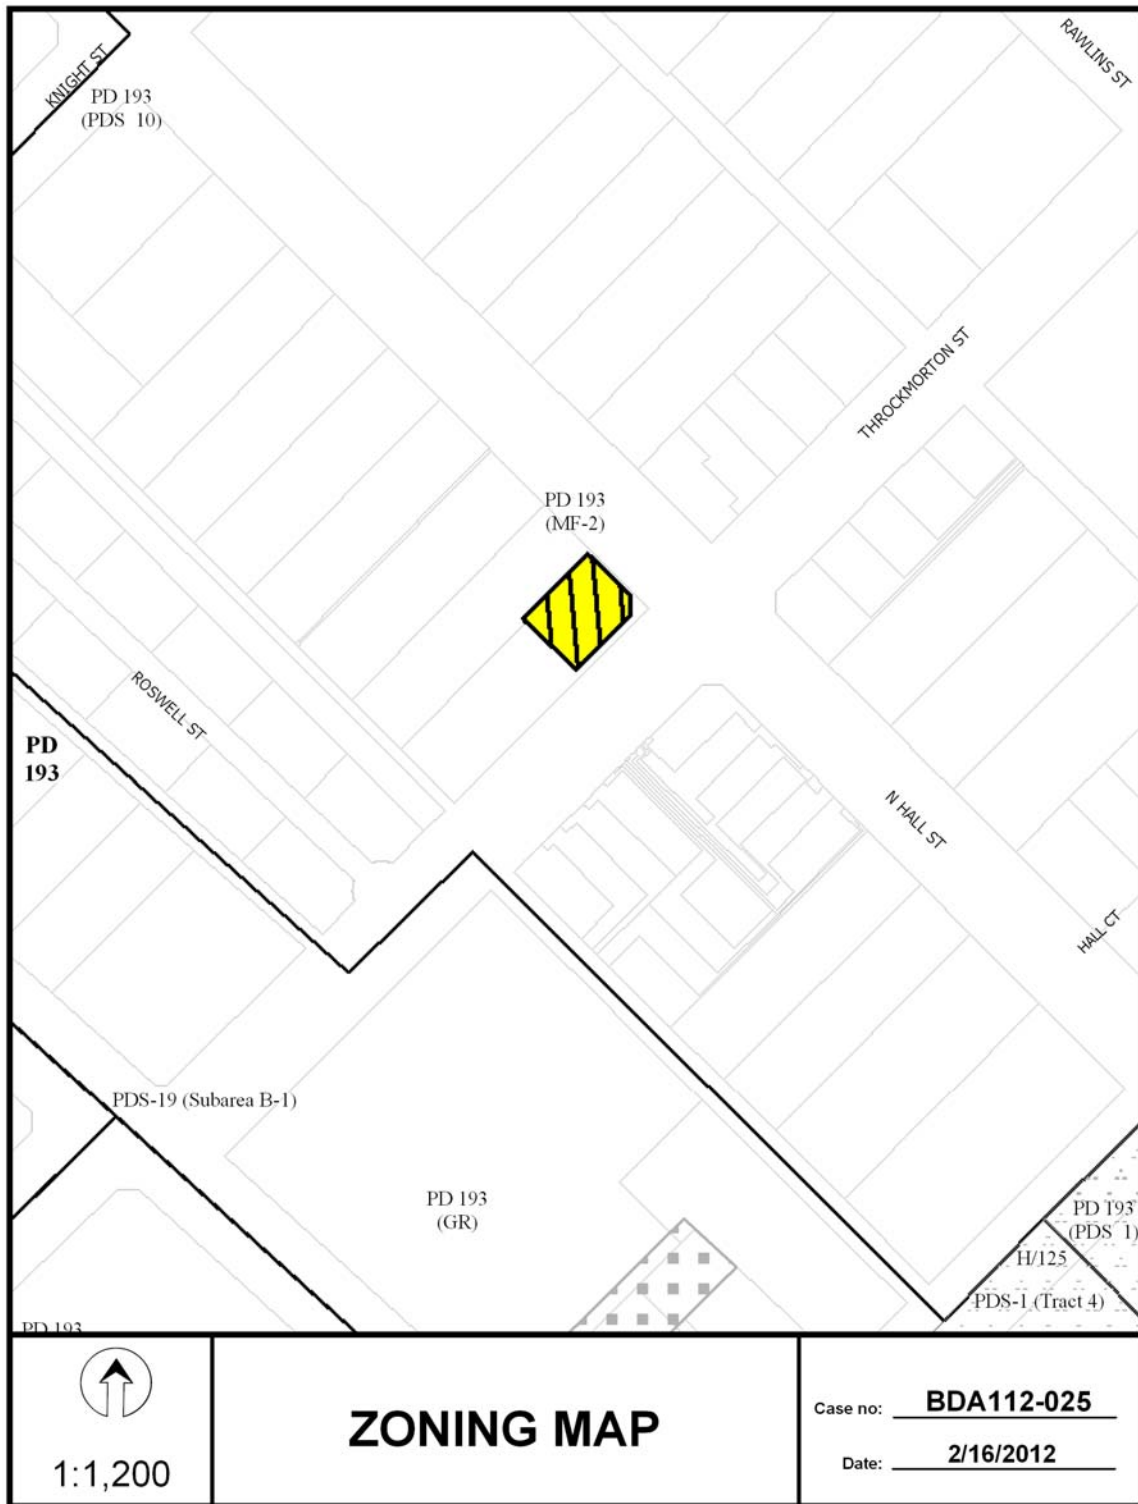 RAWLINS ST
KNIGHT ST
PD 193
(PDS 10)
THROCKMORTON ST
PD 193
(MF-2)
ROSWELL ST
PD
193
N HALL ST
HALL CT
PDS-19 (Subarea B-1)
PD 193
(GR)
PD 193
(PDS 1)
H/125
PDS-1 (Tract 4)
PD 193
1:1,200
ZONING MAP
Case no: BDA112-025
Date: 2/16/2012